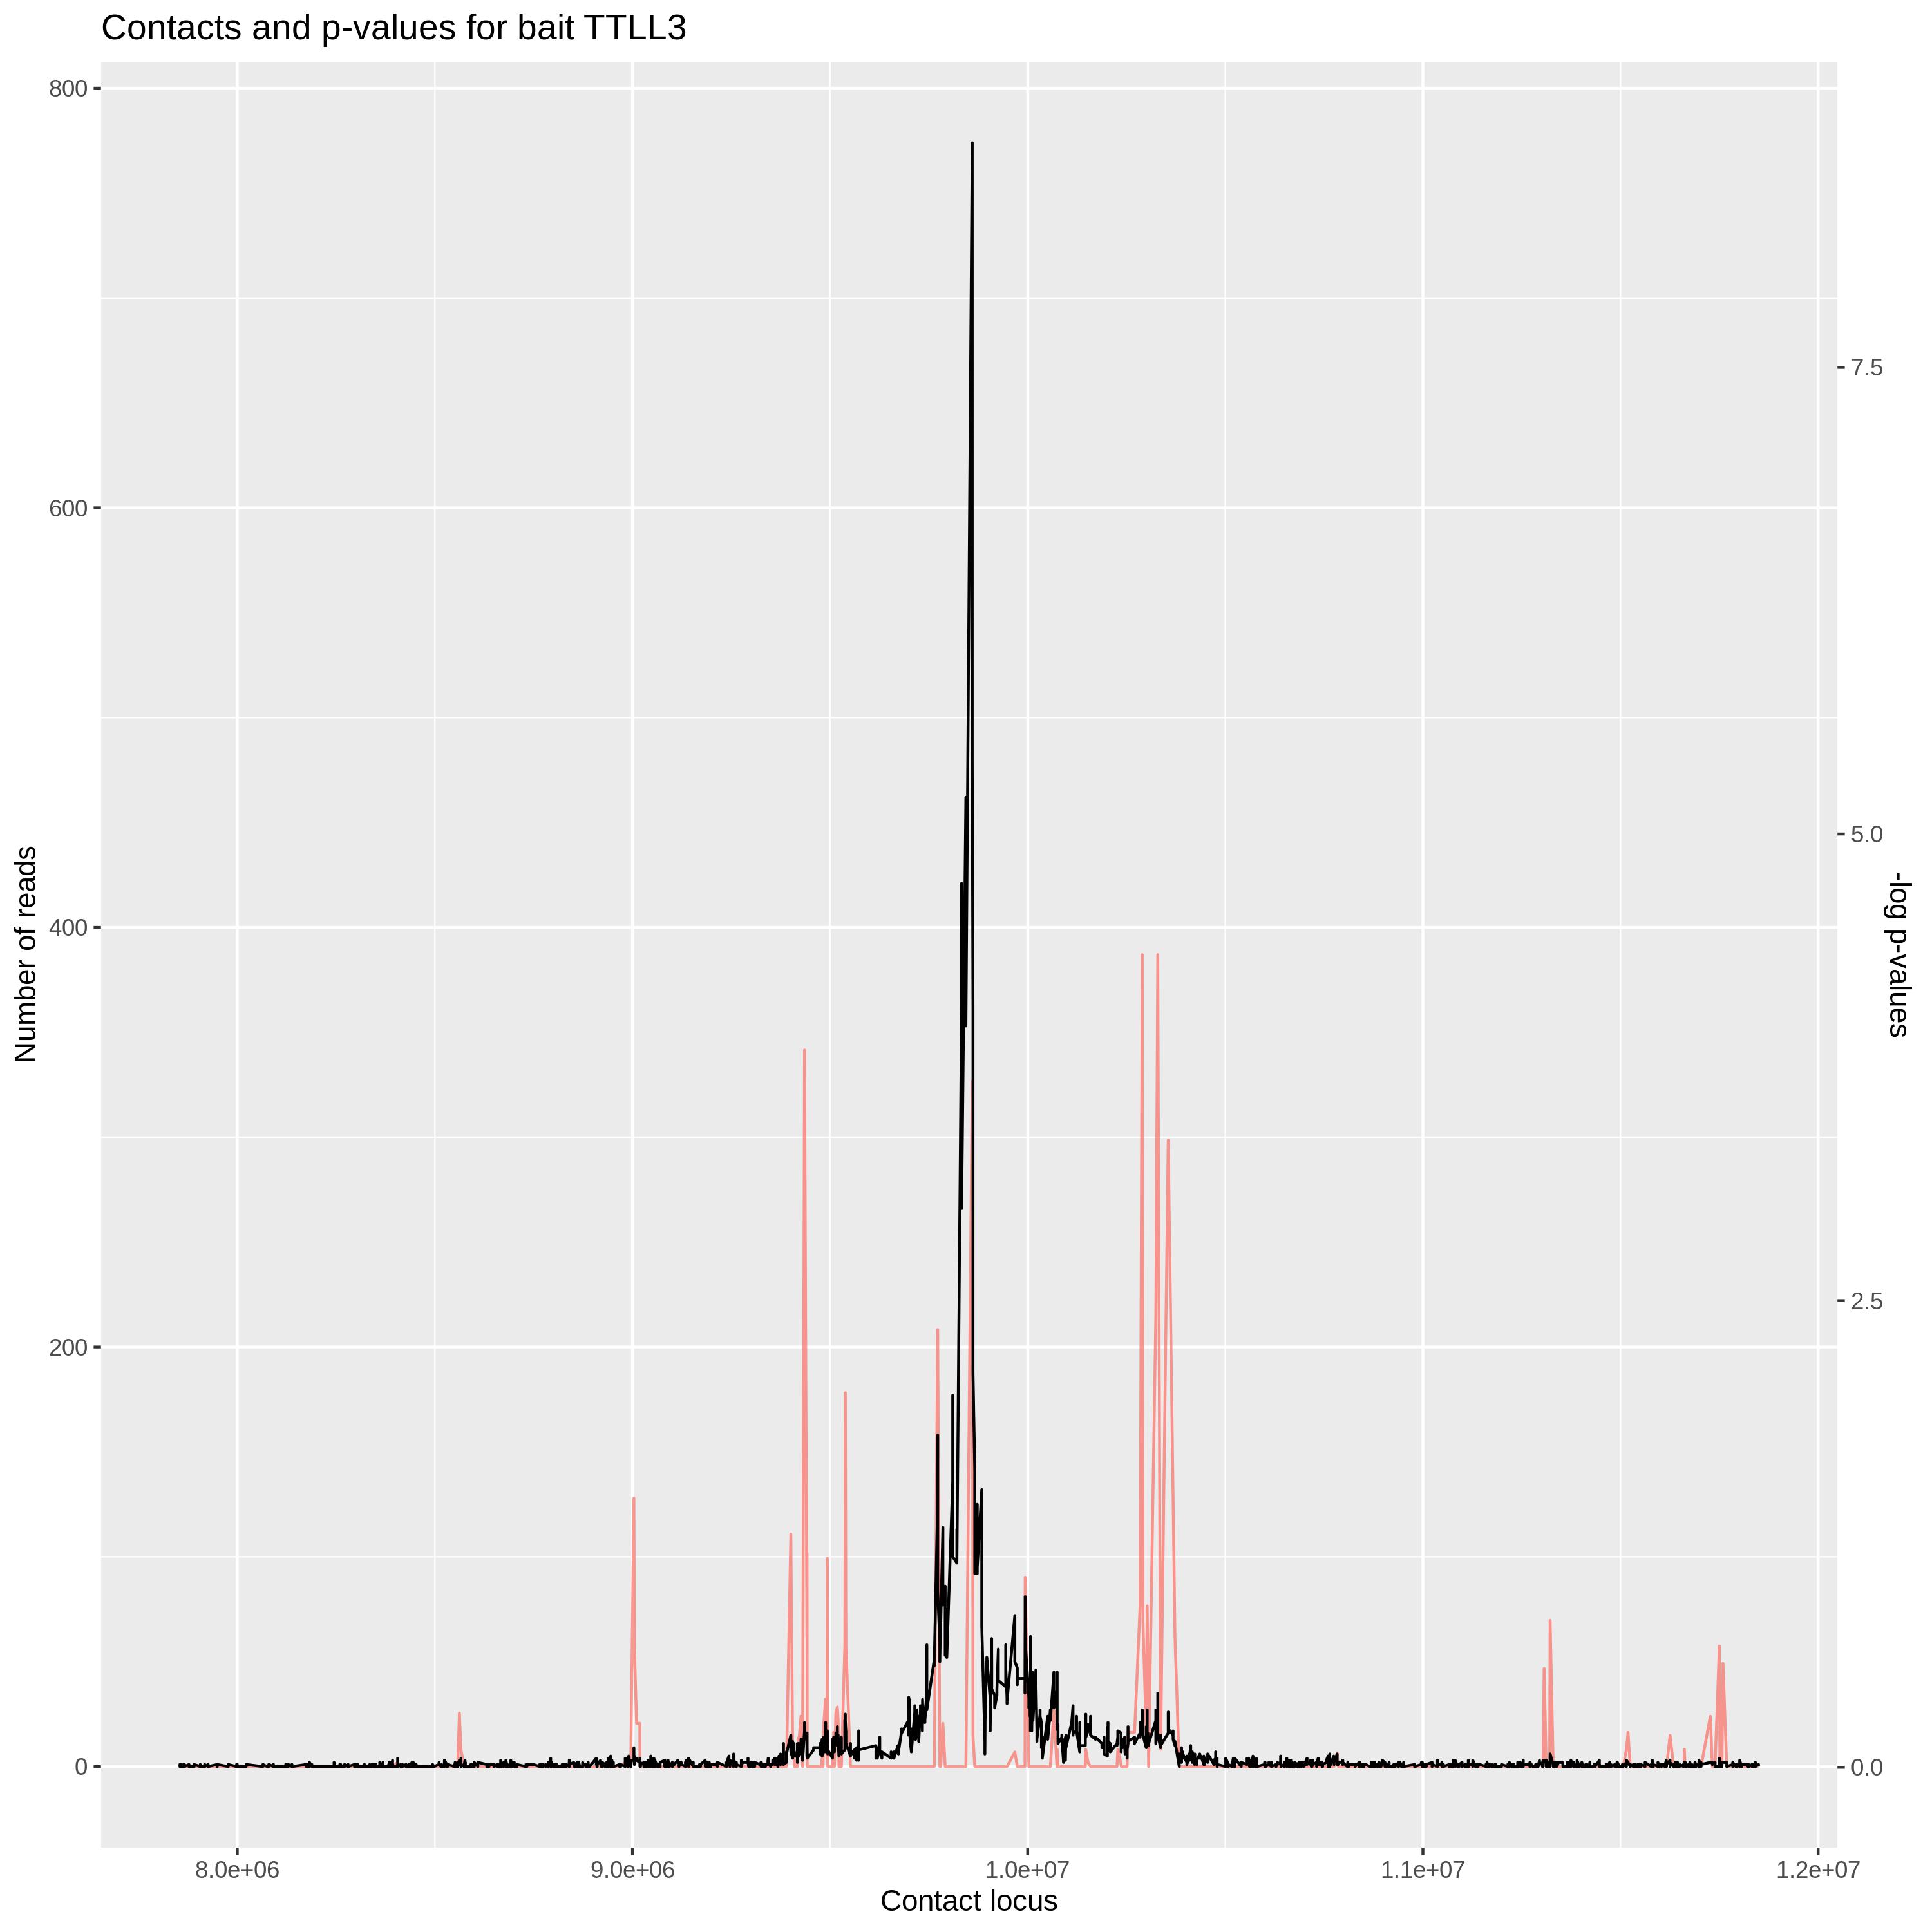 Contacts and p-values for bait TTLL3
800
600
400
200
0
Number of reads
7.5
5.0
2.5
0.0
-log p-values
8.0e+06
9.0e+06
1.0e+07
1.1e+07
1.2e+07
Contact locus